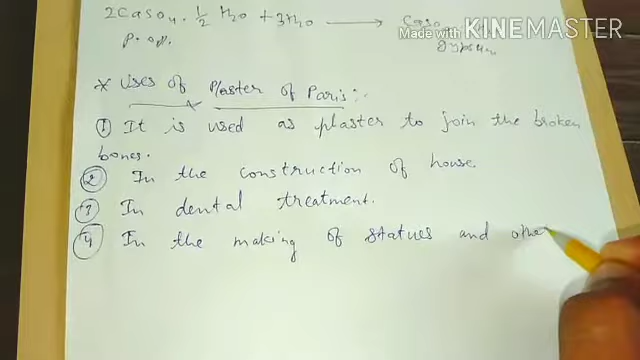 2CaSO4. 1/2 H2O + 3H2O ⟶ CaSO
Made with KINEMASTER
P.O.P. Gypsum
* Uses of Plaster of Paris:-
① It is used as plaster to join the broken
bones.
② In the construction of house.
③ In dental treatment.
④ In the making of statues and other